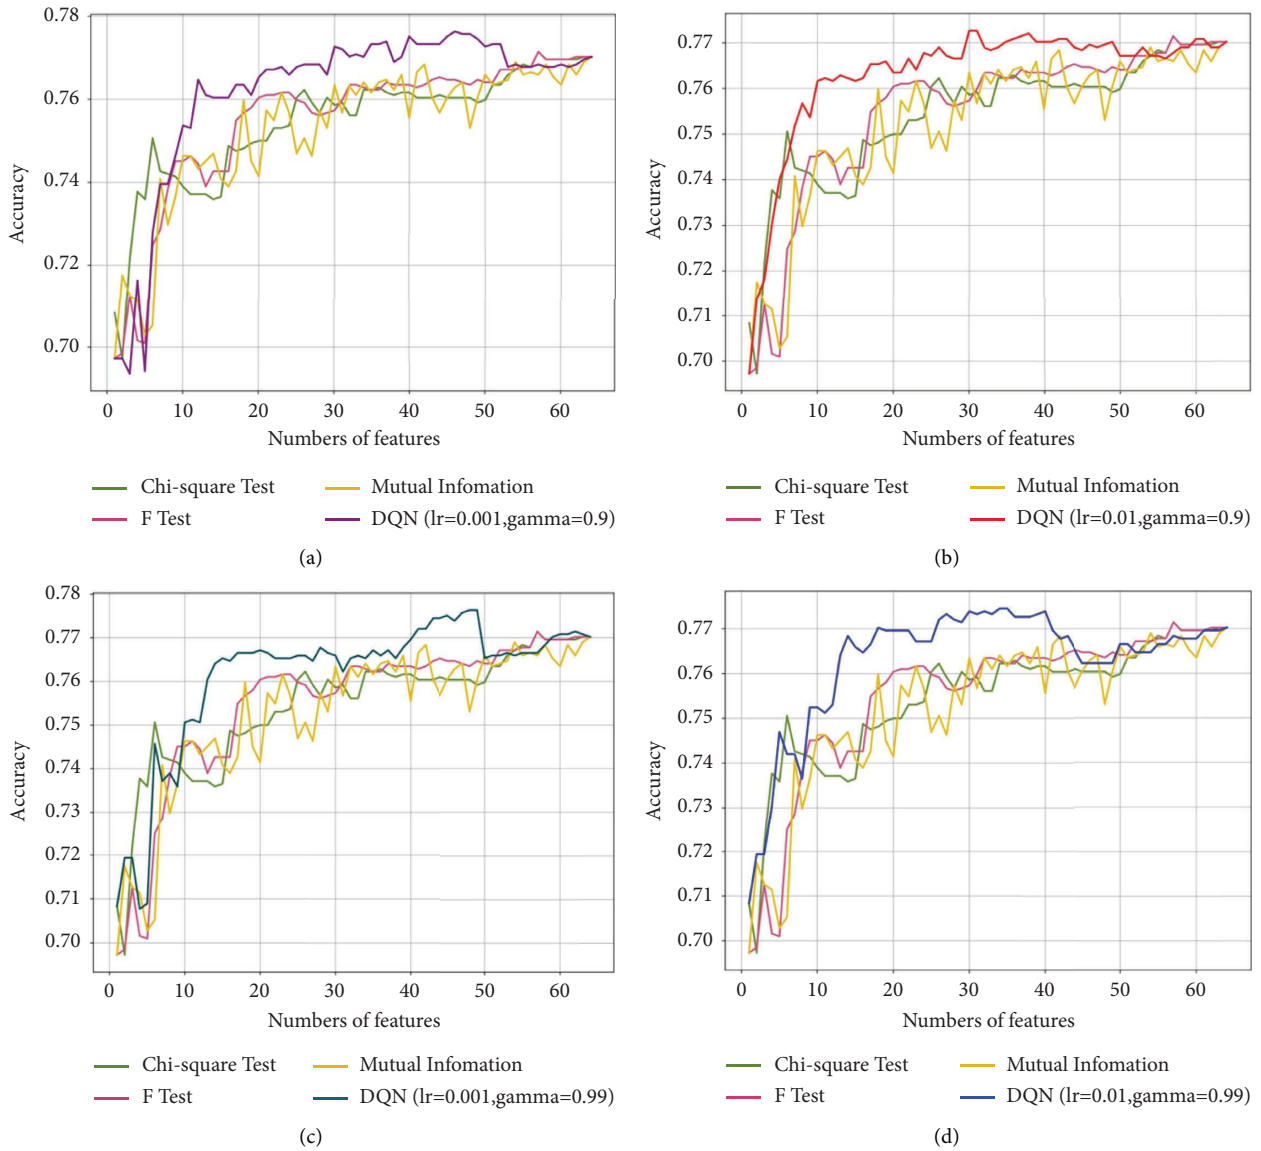 0.78
0.76
0.74
0.72
0.70
Accuracy
0 10 20 30 40 50 60
Numbers of features
Chi-square Test Mutual Infomation
F Test DQN (lr=0.001,gamma=0.9)
(a)
0.77
0.76
0.75
0.74
0.73
0.72
0.71
0.70
Accuracy
0 10 20 30 40 50 60
Numbers of features
Chi-square Test Mutual Infomation
F Test DQN (lr=0.01,gamma=0.9)
(b)
0.78
0.77
0.76
0.75
0.74
0.73
0.72
0.71
0.70
Accuracy
0 10 20 30 40 50 60
Numbers of features
Chi-square Test Mutual Infomation
F Test DQN (lr=0.001,gamma=0.99)
(c)
0.77
0.76
0.75
0.74
0.73
0.72
0.71
0.70
Accuracy
0 10 20 30 40 50 60
Numbers of features
Chi-square Test Mutual Infomation
F Test DQN (lr=0.01,gamma=0.99)
(d)